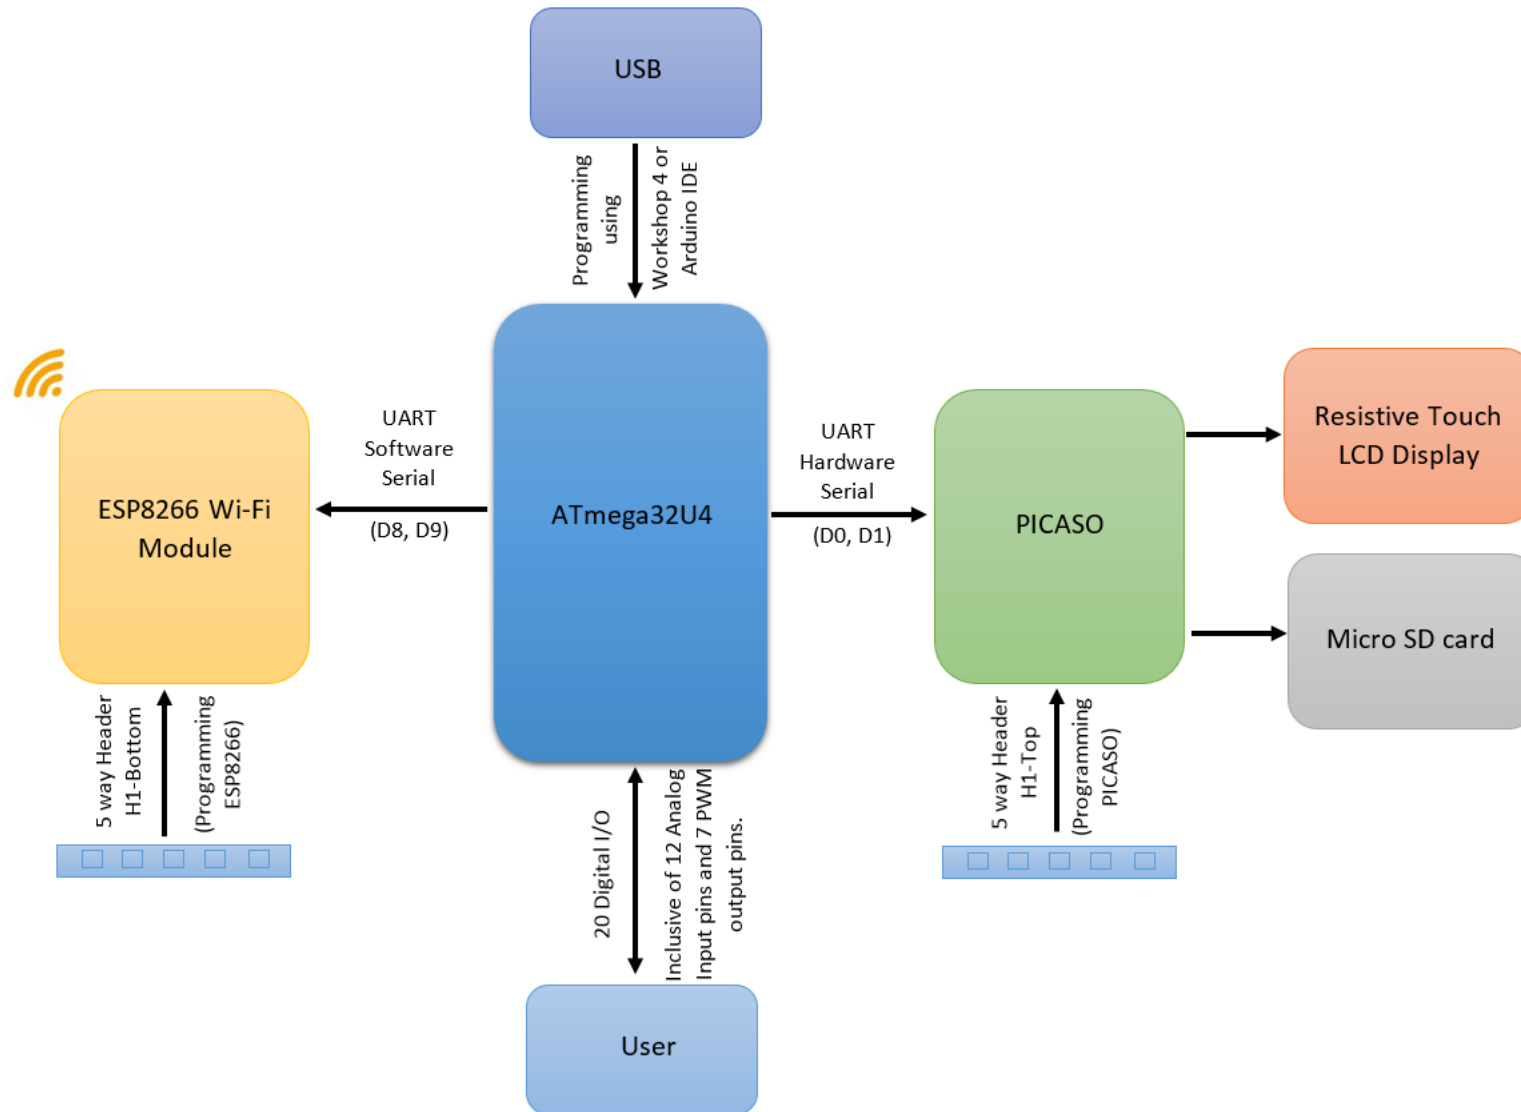 USB
Programming
using
Workshop 4 or
Arduino IDE
UART
Software
Serial
(D8, D9)
UART
Hardware
Serial
(D0, D1)
ESP8266 Wi-Fi
Module
ATmega32U4
PICASO
Resistive Touch
LCD Display
Micro SD card
5 way Header
H1-Bottom
(Programming
ESP8266)
20 Digital I/O
Inclusive of 12 Analog
Input pins and 7 PWM
output pins.
5 way Header
H1-Top
(Programming
PICASO)
User